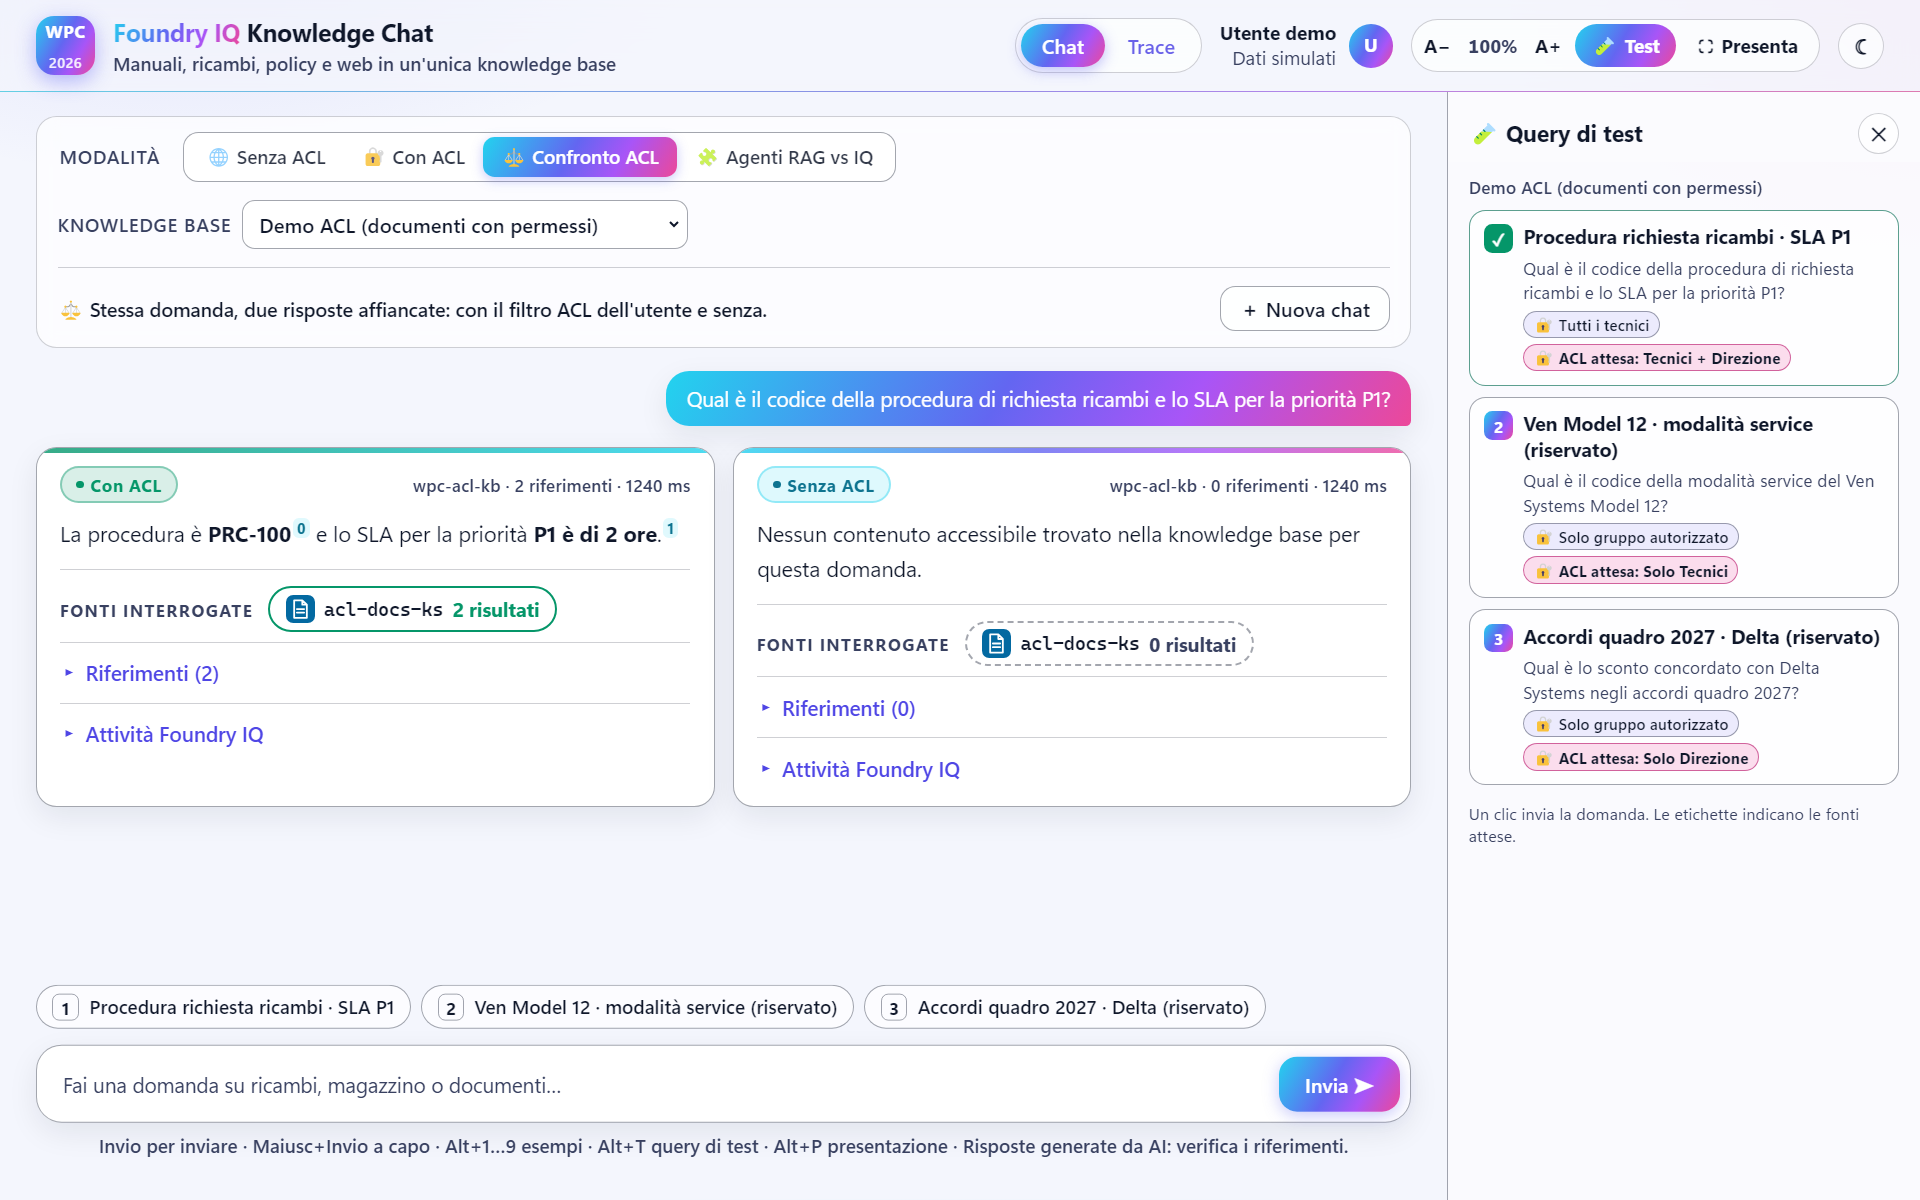 WPC
2026
Foundry IQ Knowledge Chat
Manuali, ricambi, policy e web in un'unica knowledge base
Chat
Trace
Utente demo
Dati simulati
U
A−
100%
A+
Test
Presenta
MODALITÀ
Senza ACL
Con ACL
Confronto ACL
Agenti RAG vs IQ
KNOWLEDGE BASE
Demo ACL (documenti con permessi)
Stessa domanda, due risposte affiancate: con il filtro ACL dell'utente e senza.
+ Nuova chat
Qual è il codice della procedura di richiesta ricambi e lo SLA per la priorità P1?
Con ACL
wpc-acl-kb · 2 riferimenti · 1240 ms
La procedura è PRC-100 0 e lo SLA per la priorità P1 è di 2 ore. 1
FONTI INTERROGATE
acl-docs-ks 2 risultati
Riferimenti (2)
Attività Foundry IQ
Senza ACL
wpc-acl-kb · 0 riferimenti · 1240 ms
Nessun contenuto accessibile trovato nella knowledge base per
questa domanda.
FONTI INTERROGATE
acl-docs-ks 0 risultati
Riferimenti (0)
Attività Foundry IQ
1 Procedura richiesta ricambi · SLA P1
2 Ven Model 12 · modalità service (riservato)
3 Accordi quadro 2027 · Delta (riservato)
Fai una domanda su ricambi, magazzino o documenti...
Invia
Invio per inviare · Maiusc+Invio a capo · Alt+1...9 esempi · Alt+T query di test · Alt+P presentazione · Risposte generate da AI: verifica i riferimenti.
Query di test
Demo ACL (documenti con permessi)
Procedura richiesta ricambi · SLA P1
Qual è il codice della procedura di richiesta
ricambi e lo SLA per la priorità P1?
Tutti i tecnici
ACL attesa: Tecnici + Direzione
2
Ven Model 12 · modalità service
(riservato)
Qual è il codice della modalità service del Ven
Systems Model 12?
Solo gruppo autorizzato
ACL attesa: Solo Tecnici
3
Accordi quadro 2027 · Delta (riservato)
Qual è lo sconto concordato con Delta
Systems negli accordi quadro 2027?
Solo gruppo autorizzato
ACL attesa: Solo Direzione
Un clic invia la domanda. Le etichette indicano le fonti
attese.